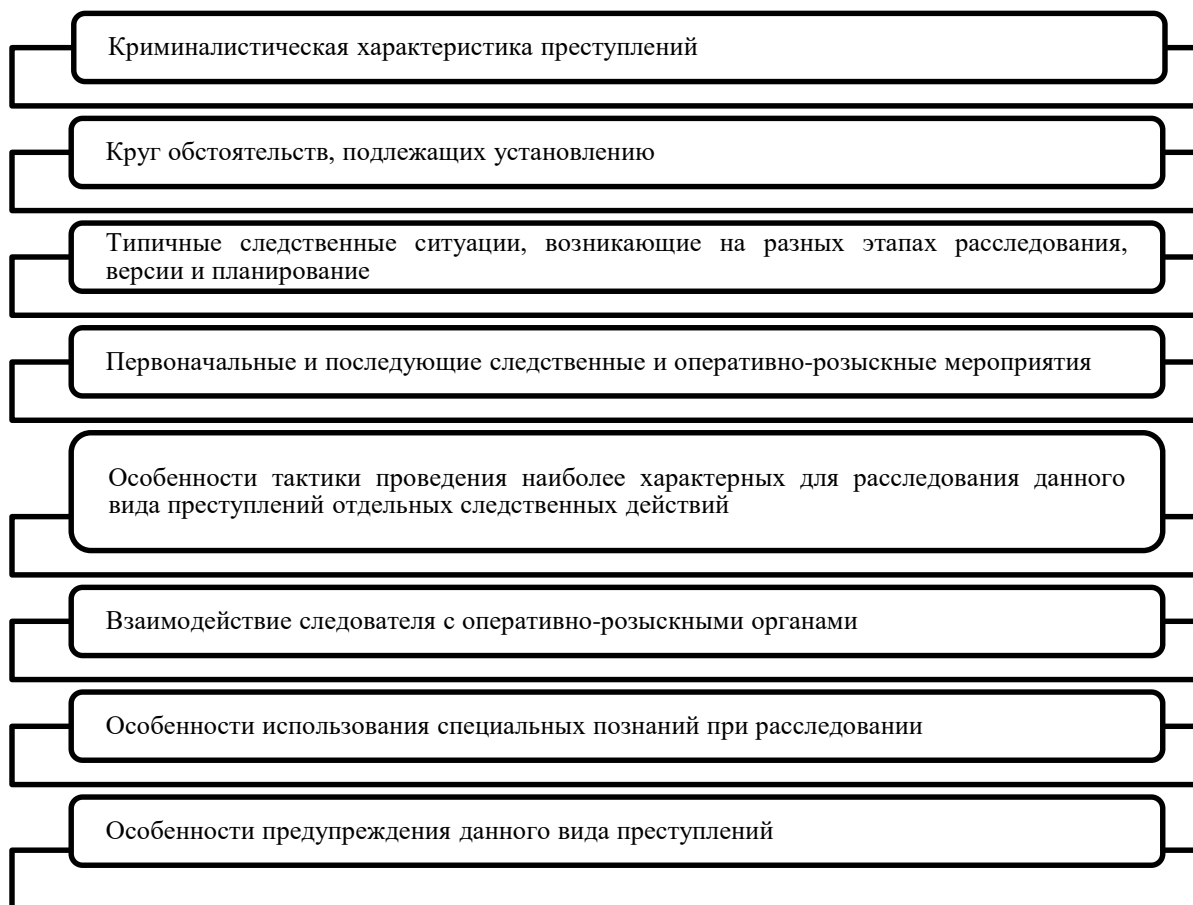 Криминалистическая характеристика преступлений
Круг обстоятельств, подлежащих установлению
Типичные следственные ситуации, возникающие на разных этапах расследования,
версии и планирование
Первоначальные и последующие следственные и оперативно-розыскные мероприятия
Особенности тактики проведения наиболее характерных для расследования данного
вида преступлений отдельных следственных действий
Взаимодействие следователя с оперативно-розыскными органами
Особенности использования специальных познаний при расследовании
Особенности предупреждения данного вида преступлений